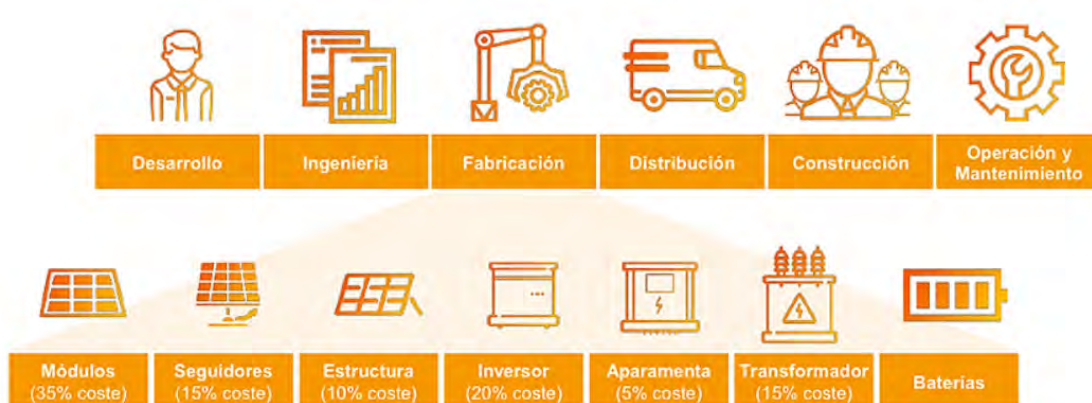 Desarrollo
Ingeniería
Fabricación
Distribución
Construcción
Operación y
Mantenimiento
Módulos
(35% coste)
Seguidores
(15% coste)
Estructura
(10% coste)
Inversor
(20% coste)
Aparamenta
(5% coste)
Transformador
(15% coste)
Baterías